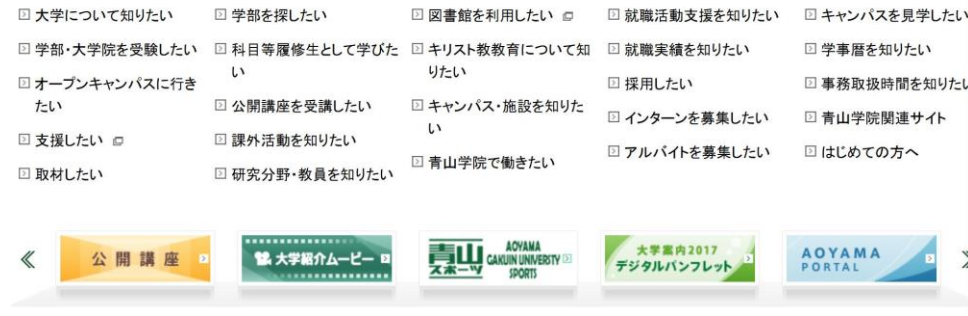 大学について知りたい
学部・大学院を受験したい
オープンキャンパスに行き
たい
支援したい
取材したい
学部を探したい
科目等履修生として学びた
い
公開講座を受講したい
課外活動を知りたい
研究分野・教員を知りたい
図書館を利用したい
キリスト教教育について知
りたい
キャンパス・施設を知りた
い
青山学院で働きたい
就職活動支援を知りたい
就職実績を知りたい
採用したい
インターンを募集したい
アルバイトを募集したい
キャンパスを見学したい
学事暦を知りたい
事務取扱時間を知りたい
青山学院関連サイト
はじめての方へ
公開講座
大学紹介ムービー
青山
スポーツ
AOYAMA
GAKUIN UNIVERSTY
SPORTS
大学案内2017
デジタルパンフレット
AOYAMA
PORTAL